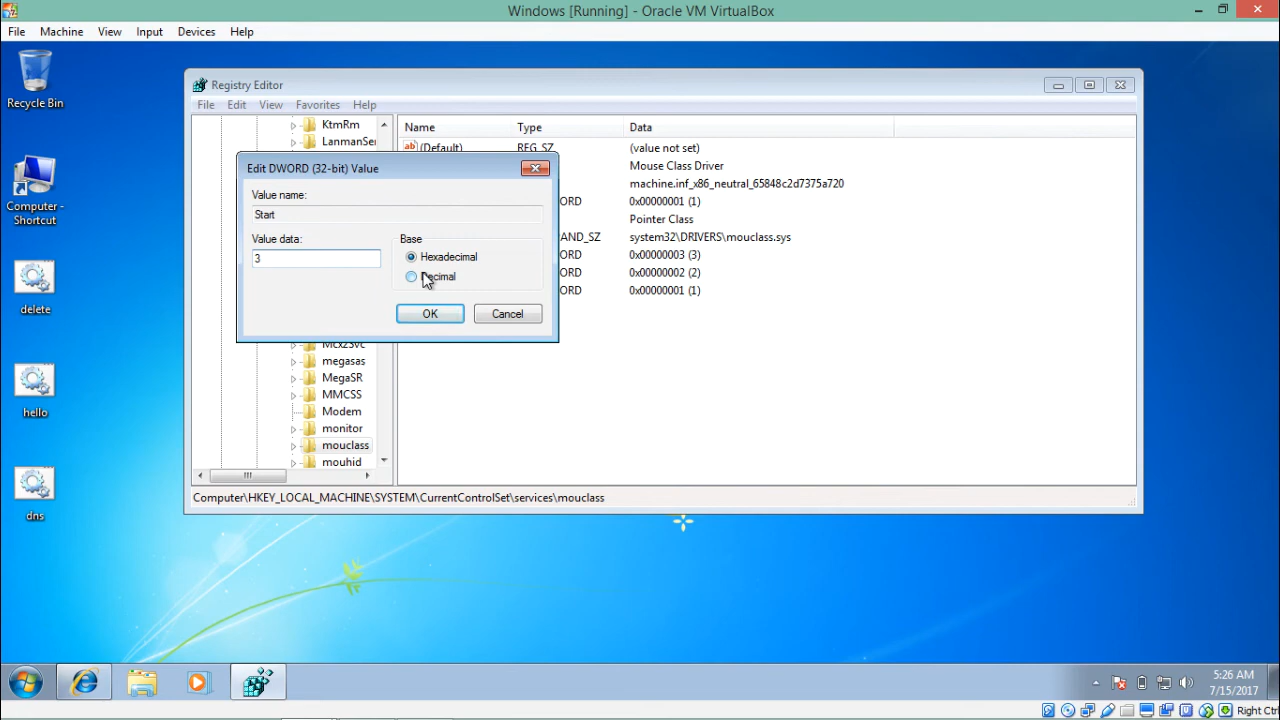 Windows [Running] - Oracle VM VirtualBox
File Machine View Input Devices Help
Recycle Bin
Computer - Shortcut
delete
hello
dns
Registry Editor
File Edit View Favorites Help
KtmRm
LanmanSer
Name Type Data
(Default) REG_SZ (value not set)
Mouse Class Driver
machine.inf_x86_neutral_65848c2d7375a720
ORD 0x00000001 (1)
Pointer Class
AND_SZ system32\DRIVERS\mouclass.sys
ORD 0x00000003 (3)
ORD 0x00000002 (2)
ORD 0x00000001 (1)
Edit DWORD (32-bit) Value
Value name:
Start
Value data:
3
Base
Hexadecimal
Decimal
OK Cancel
Mcx2Svc
megasas
MegaSR
MMCSS
Modem
monitor
mouclass
mouhid
Computer\HKEY_LOCAL_MACHINE\SYSTEM\CurrentControlSet\services\mouclass
5:26 AM
7/15/2017
Right Ctrl